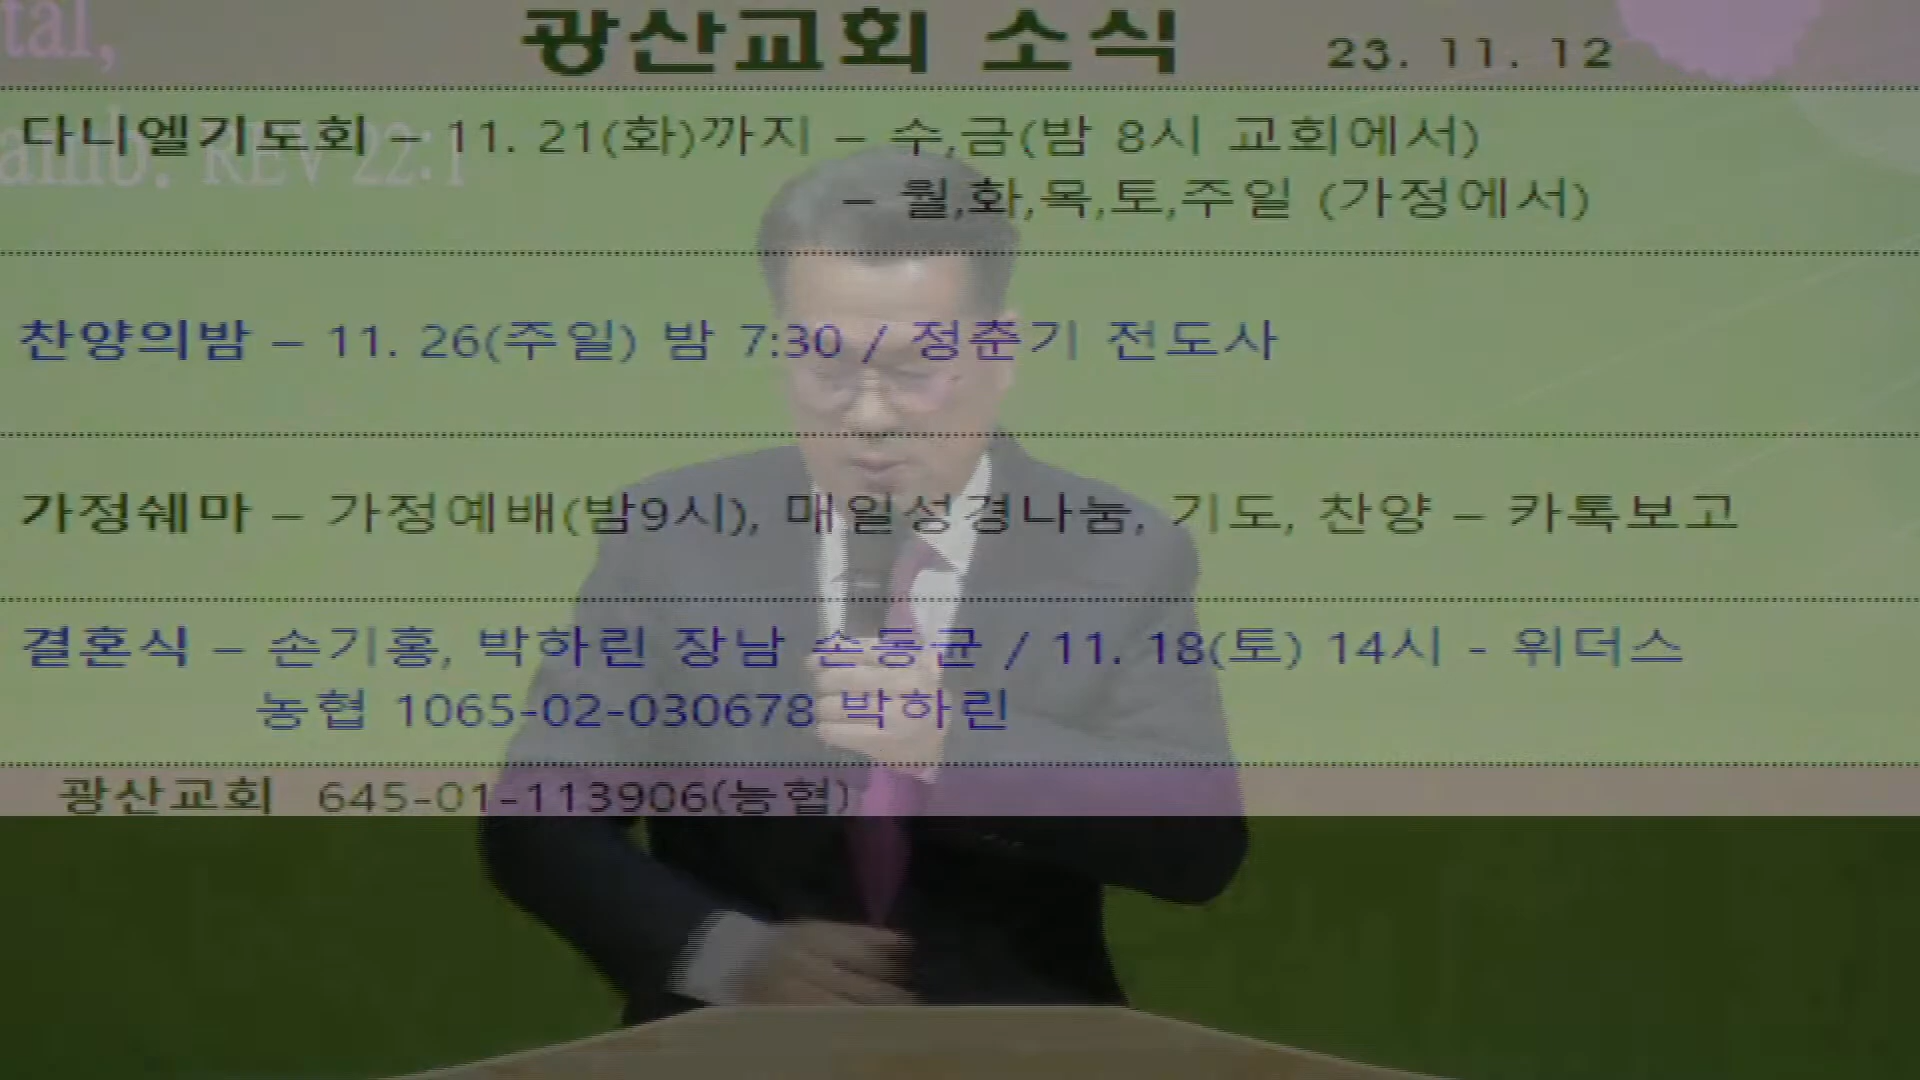 광산교회 소식 23. 11. 12
tal,
amb. REV 22:1
다니엘기도회 – 11. 21(화)까지 – 수,금(밤 8시 교회에서)
– 월,화,목,토,주일 (가정에서)
찬양의밤 – 11. 26(주일) 밤 7:30 / 정준기 전도사
가정쉐마 – 가정예배(밤9시), 매일성경나눔, 기도, 찬양 – 카톡보고
결혼식 – 손기홍, 박하린 장남 손동균 / 11. 18(토) 14시 - 위더스
농협 1065-02-030678 박하린
광산교회 645-01-113906(농협)